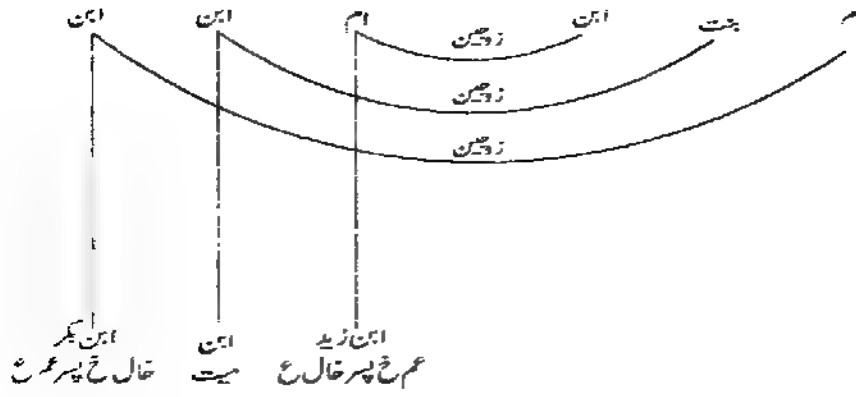 م بنت ابن ام ابن ابن
زوجین
زوجین
زوجین
ابن زید ابن ابن بکر
عم خ پسر خال ع میت خال خ پسر عم ع